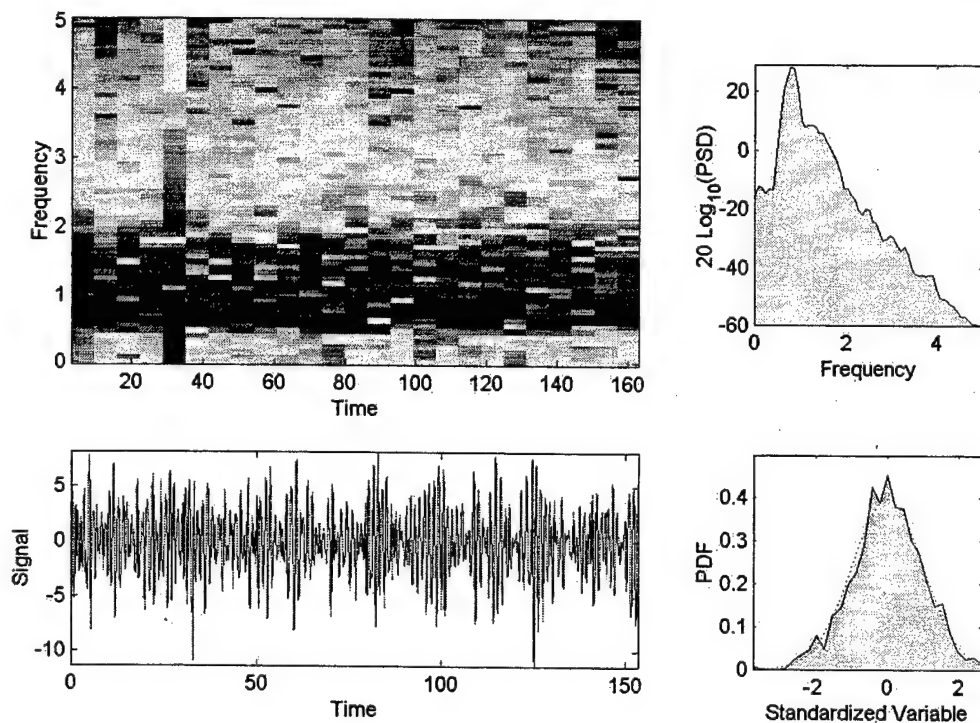 5
4
3
2
1
0
Frequency
20 40 60 80 100 120 140 160
Time
20
0
-20
-40
-60
20 Log10(PSD)
0 2 4
Frequency
5
0
-5
-10
Signal
0 50 100 150
Time
0.4
0.3
0.2
0.1
0
PDF
-2 0 2
Standardized Variable